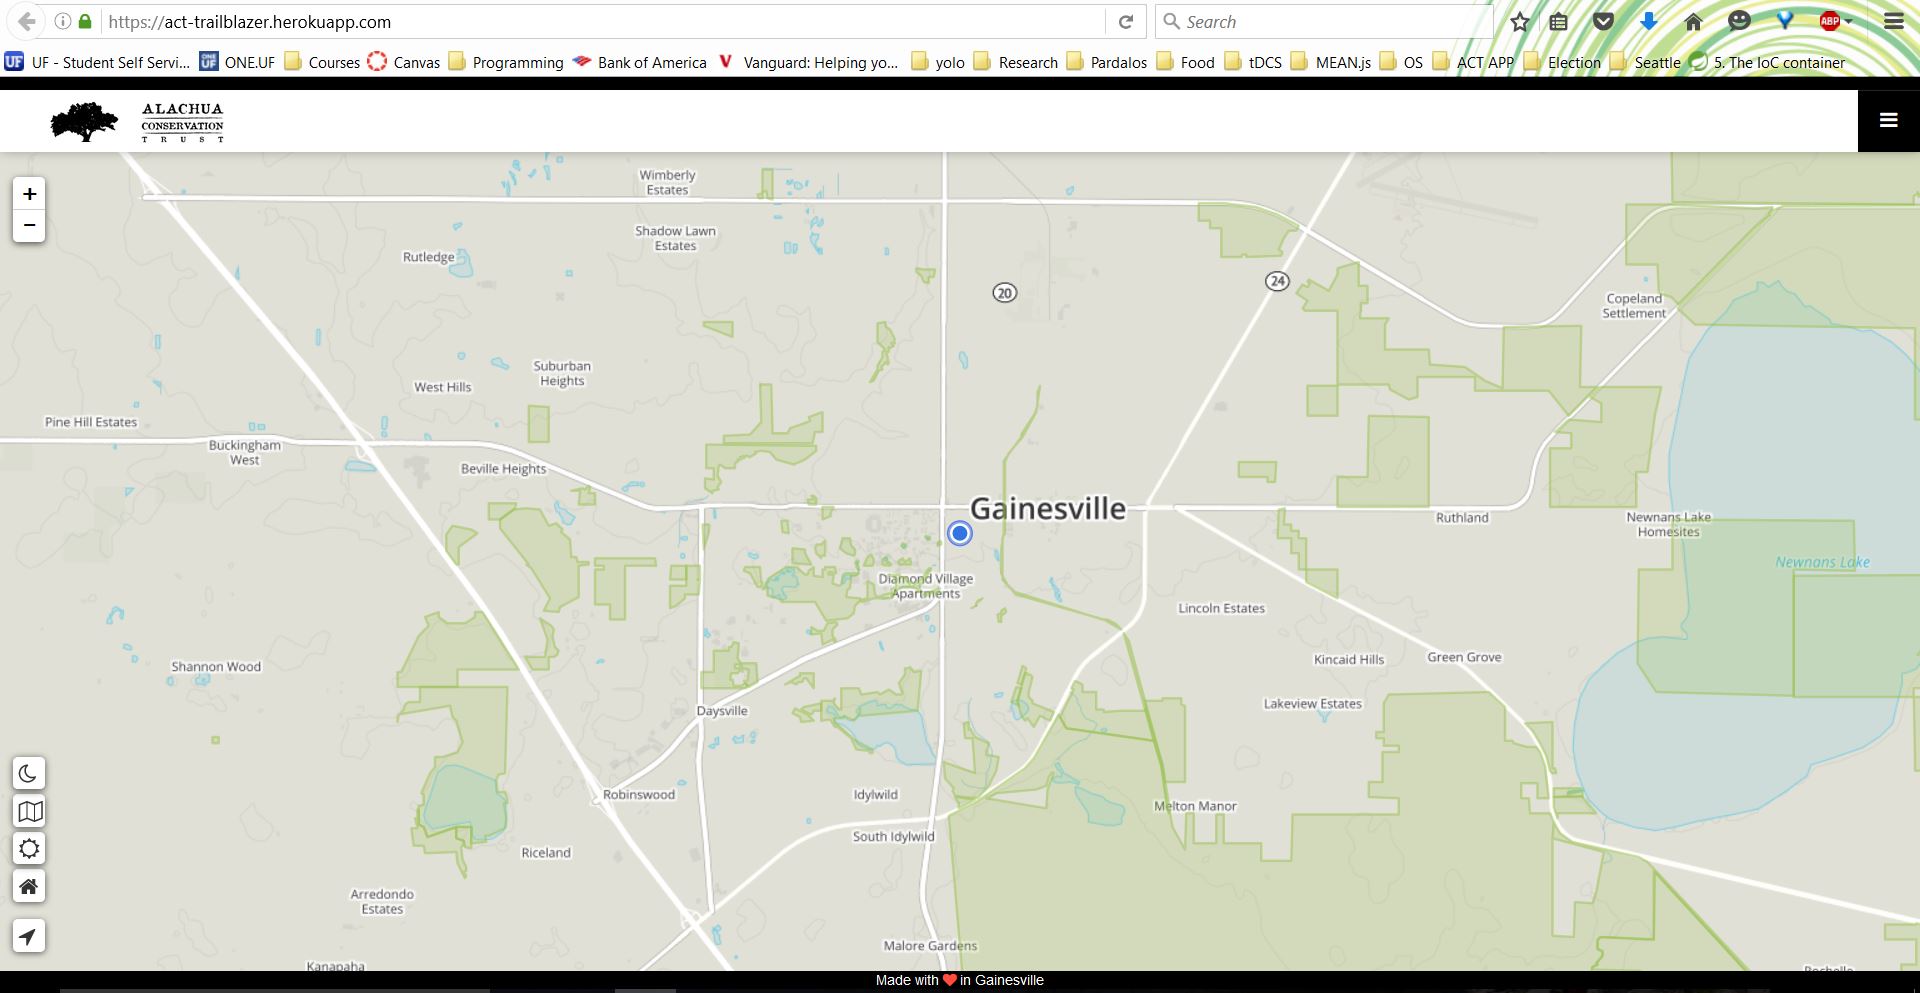 https://act-trailblazer.herokuapp.com
Search
ABP
UF
UF - Student Self Servi...
ONE UF
ONE.UF
Courses
Canvas
Programming
Bank of America
V
Vanguard: Helping yo...
yolo
Research
Pardalos
Food
tDCS
MEAN.js
OS
ACT APP
Election
Seattle
5. The IoC container
ALACHUA
CONSERVATION
TRUST
+
−
Wimberly
Estates
Shadow Lawn
Estates
Rutledge
20
24
Copeland
Settlement
Suburban
Heights
West Hills
Pine Hill Estates
Buckingham
West
Beville Heights
Gainesville
Ruthland
Newnans Lake
Homesites
Newnans Lake
Diamond Village
Apartments
Lincoln Estates
Shannon Wood
Kincaid Hills
Green Grove
Lakeview Estates
Daysville
Robinswood
Idylwild
Melton Manor
South Idylwild
Riceland
Arredondo
Estates
Malore Gardens
Kanapaha
Rochelle
Made with ❤ in Gainesville